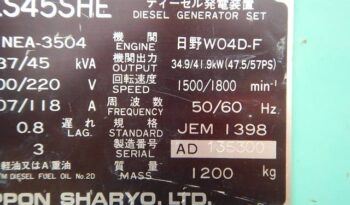 ES45SHE ディーゼル発電装置
DIESEL GENERATOR SET
NEA-3504 機関 ENGINE 日野W04D-F
37/45 kVA 機関出力 OUTPUT 34.9/41.9kW (47.5/57PS)
00/220 V 回転速度 SPEED 1500/1800 min⁻¹
07/118 A 周波数 FREQUENCY 50/60 Hz
0.8 遅れ LAG. 規格 STANDARD JEM 1398
3 製造番号 SERIAL AD 135300
軽油又はA重油 質量 MASS 1200 kg
TM DIESEL FUEL OIL No.2D
PPON SHARYO, LTD.